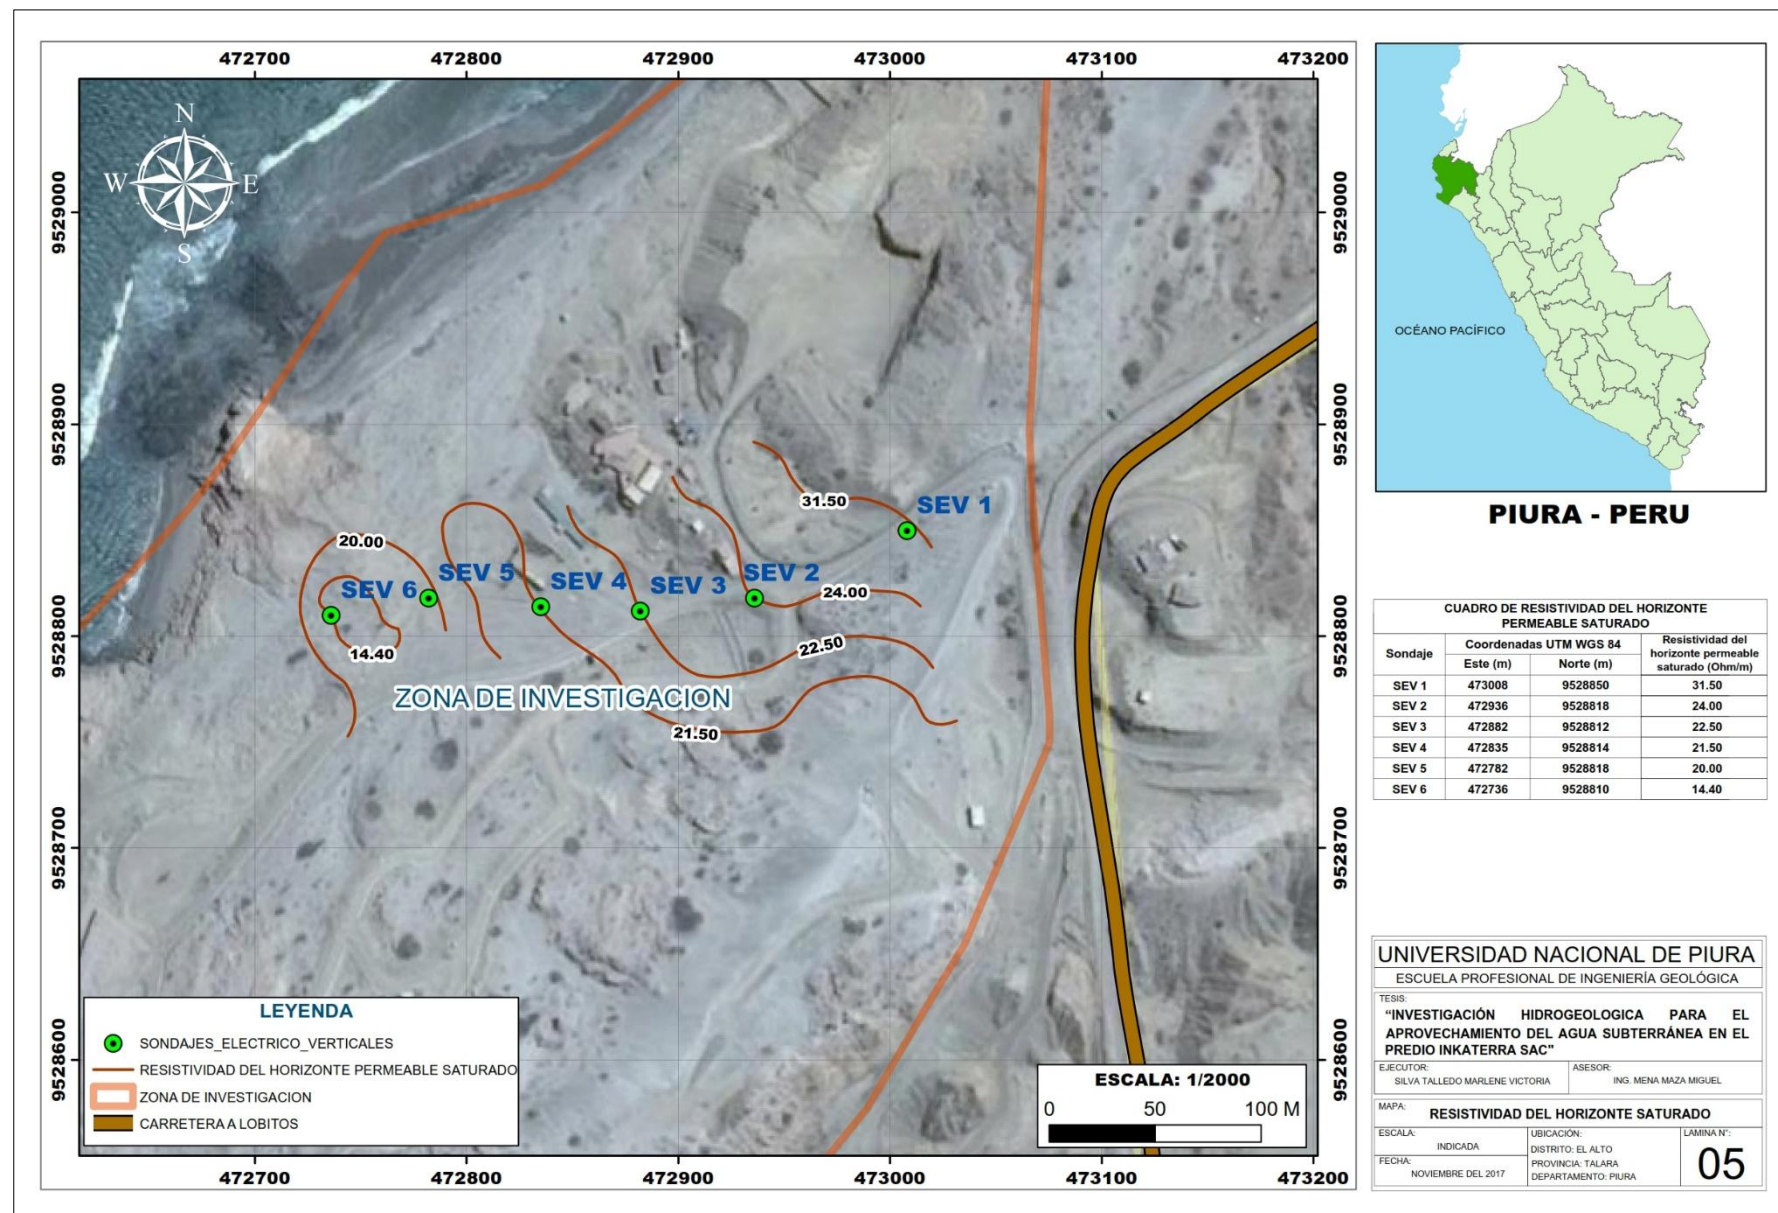 472700 472800 472900 473000 473100 473200
9529000
9528900
9528800
9528700
9528600
N
W E
S
31.50
SEV 1
20.00
SEV 6
SEV 5
SEV 4
SEV 3
SEV 2
24.00
14.40
22.50
21.50
ZONA DE INVESTIGACION
LEYENDA
SONDAJES_ELECTRICO_VERTICALES
RESISTIVIDAD DEL HORIZONTE PERMEABLE SATURADO
ZONA DE INVESTIGACION
CARRETERA A LOBITOS
ESCALA: 1/2000
0 50 100 M
9529000
9528900
9528800
9528700
9528600
472700 472800 472900 473000 473100 473200
OCÉANO PACÍFICO
PIURA - PERU
CUADRO DE RESISTIVIDAD DEL HORIZONTE
PERMEABLE SATURADO
Sondaje Coordenadas UTM WGS 84 Resistividad del
horizonte permeable
saturado (Ohm/m)
Este (m) Norte (m)
SEV 1 473008 9528850 31.50
SEV 2 472936 9528818 24.00
SEV 3 472882 9528812 22.50
SEV 4 472835 9528814 21.50
SEV 5 472782 9528818 20.00
SEV 6 472736 9528810 14.40
UNIVERSIDAD NACIONAL DE PIURA
ESCUELA PROFESIONAL DE INGENIERÍA GEOLÓGICA
TESIS:
“INVESTIGACIÓN HIDROGEOLOGICA PARA EL
APROVECHAMIENTO DEL AGUA SUBTERRÁNEA EN EL
PREDIO INKATERRA SAC"
EJECUTOR: ASESOR:
SILVA TALLEDO MARLENE VICTORIA ING. MENA MAZA MIGUEL
MAPA:
RESISTIVIDAD DEL HORIZONTE SATURADO
ESCALA:
INDICADA
FECHA:
NOVIEMBRE DEL 2017
UBICACIÓN:
DISTRITO: EL ALTO
PROVINCIA: TALARA
DEPARTAMENTO: PIURA
LAMINA N°:
05